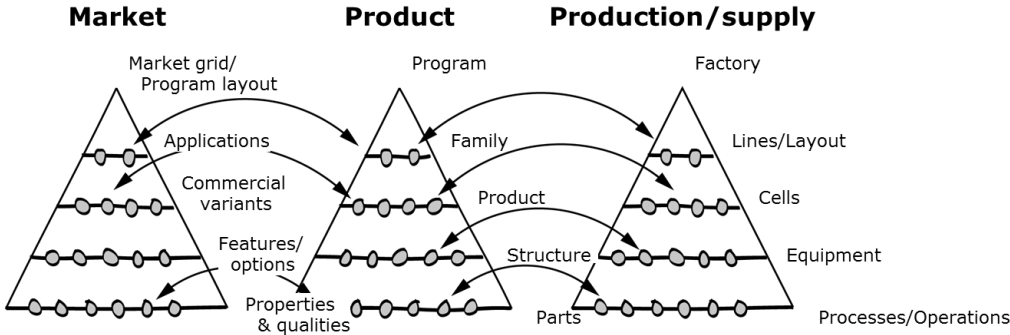 Market
Product
Production/supply
Market grid/
Program layout
Applications
Commercial
variants
Features/
options
Properties
& qualities
Program
Family
Product
Structure
Parts
Factory
Lines/Layout
Cells
Equipment
Processes/Operations